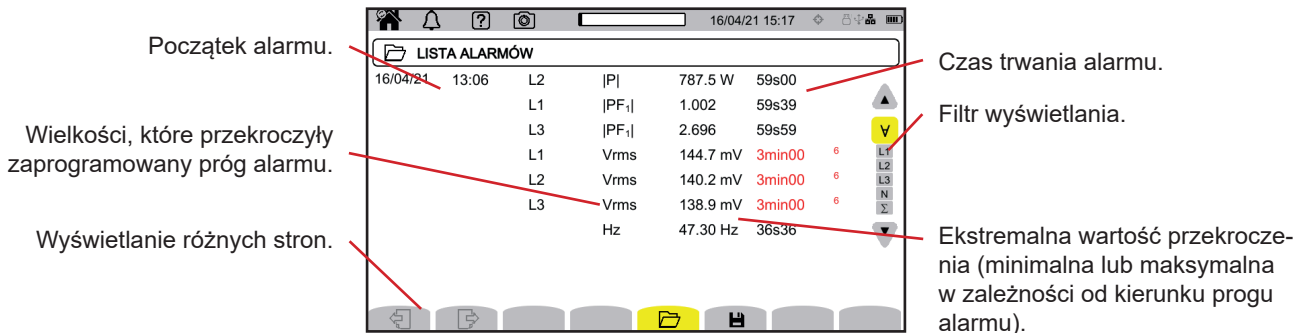 16/04/21 15:17
LISTA ALARMÓW
16/04/21 13:06 L2 |P| 787.5 W 59s00
L1 |PF1| 1.002 59s39
L3 |PF1| 2.696 59s59
L1 Vrms 144.7 mV 3min00 6
L2 Vrms 140.2 mV 3min00 6
L3 Vrms 138.9 mV 3min00 6
Hz 47.30 Hz 36s36
∀
L1
L2
L3
N
Σ
Początek alarmu.
Wielkości, które przekroczyły
zaprogramowany próg alarmu.
Wyświetlanie różnych stron.
Czas trwania alarmu.
Filtr wyświetlania.
Ekstremalna wartość przekrocze-
nia (minimalna lub maksymalna
w zależności od kierunku progu
alarmu).